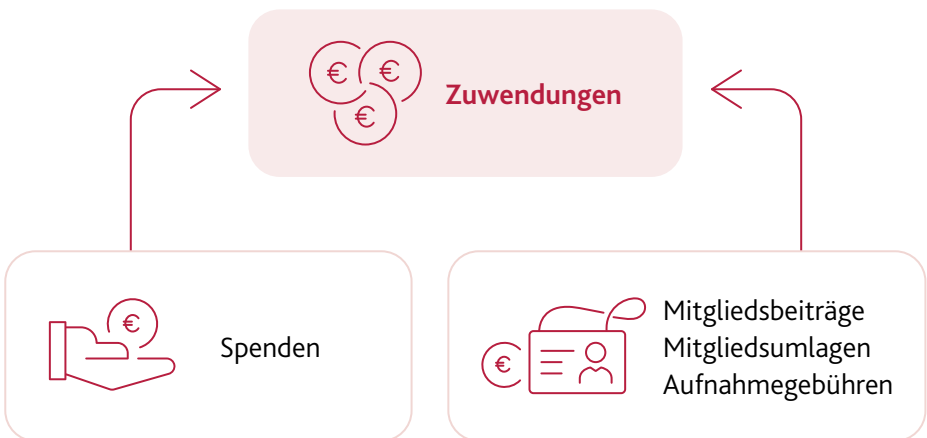 Zuwendungen
Spenden
Mitgliedsbeiträge
Mitgliedsumlagen
Aufnahmegebühren